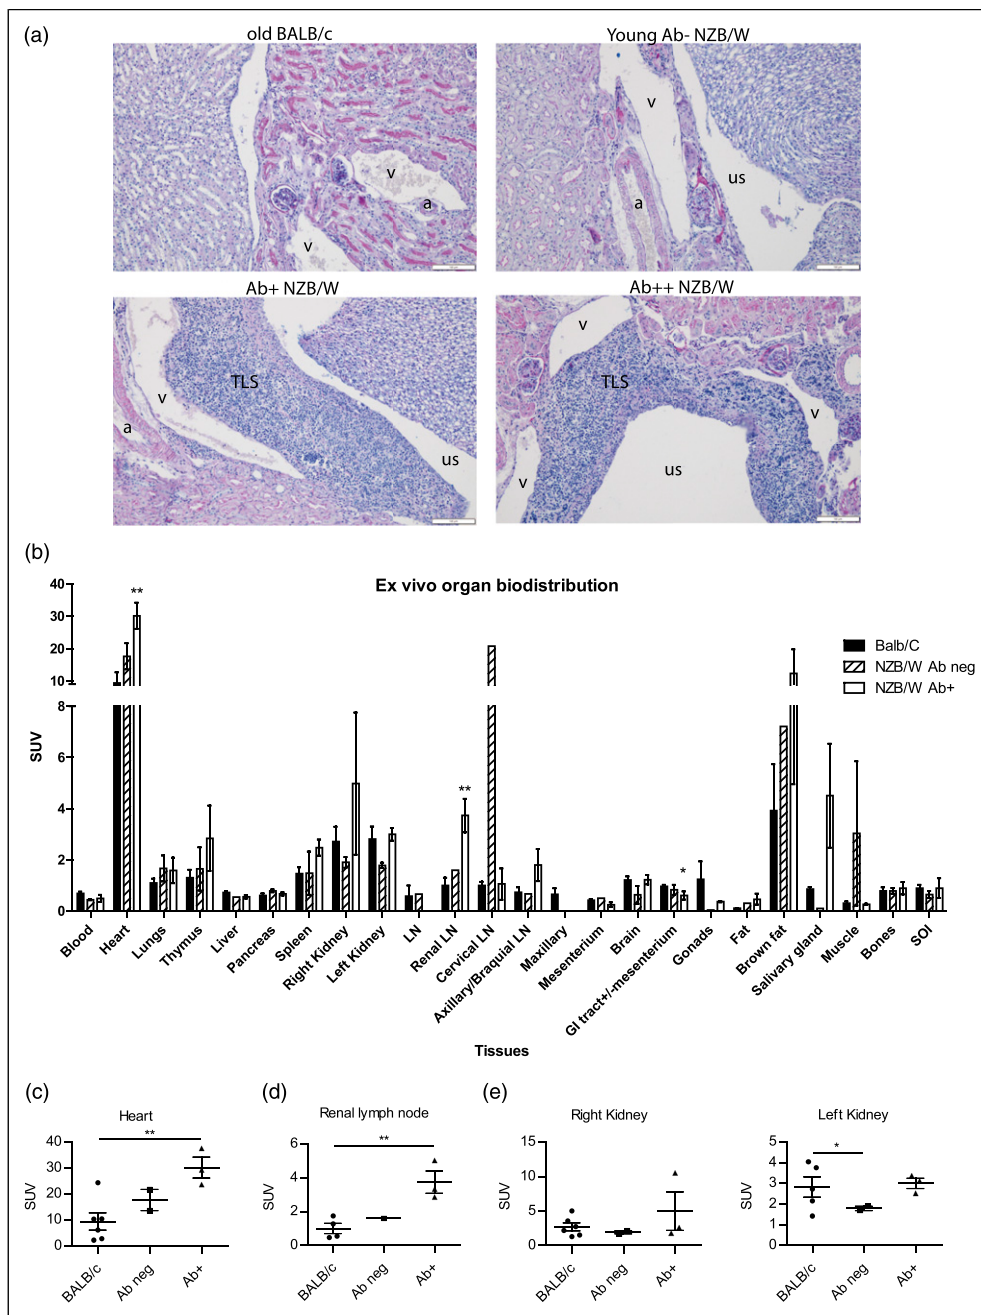 (a)
old BALB/c
Young Ab- NZB/W
v
a
v
v
a
us
Ab+ NZB/W
Ab++ NZB/W
TLS
v
a
us
v
TLS
v
us
v
(b)
Ex vivo organ biodistribution
40
30
20
10
8
6
4
2
0
SUV
**
**
*
Balb/C
NZB/W Ab neg
NZB/W Ab+
Blood
Heart
Lungs
Thymus
Liver
Pancreas
Spleen
Right Kidney
Left Kidney
LN
Renal LN
Cervical LN
Axillary/Braquial LN
Maxillary
Mesenterium
Brain
GI tract+/-mesenterium
Gonads
Fat
Brown fat
Salivary gland
Muscle
Bones
SOI
Tissues
(c)
Heart
**
SUV
40
30
20
10
0
BALB/c
Ab neg
Ab+
(d)
Renal lymph node
**
SUV
6
4
2
0
BALB/c
Ab neg
Ab+
(e)
Right Kidney
SUV
15
10
5
0
BALB/c
Ab neg
Ab+
Left Kidney
*
SUV
5
4
3
2
1
0
BALB/c
Ab neg
Ab+